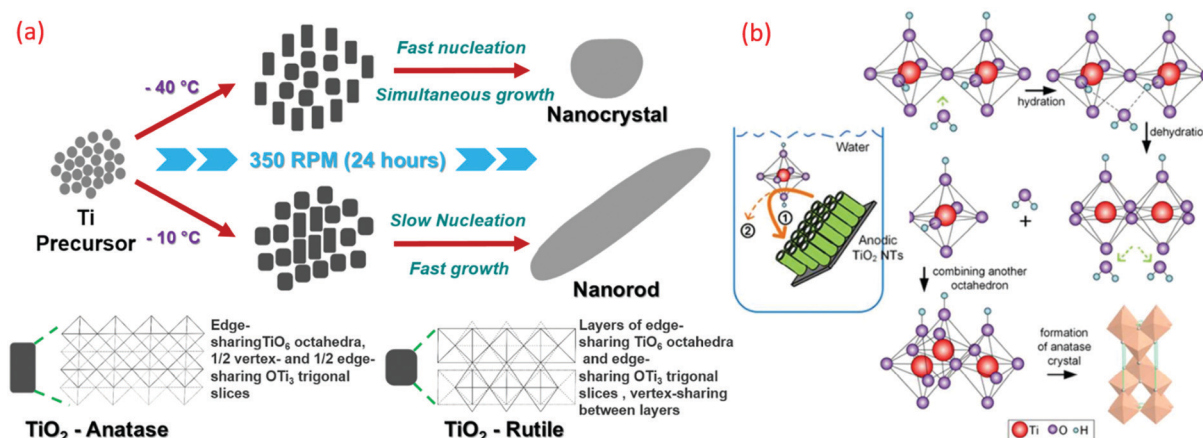 (a)
- 40 °C
Fast nucleation
Simultaneous growth
Nanocrystal
Ti
Precursor
350 RPM (24 hours)
- 10 °C
Slow Nucleation
Fast growth
Nanorod
Edge-
sharingTiO6 octahedra,
1/2 vertex- and 1/2 edge-
sharing OTi3 trigonal
slices
TiO2 - Anatase
Layers of edge-
sharing TiO6 octahedra
and edge-
sharing OTi3 trigonal
slices , vertex-sharing
between layers
TiO2 - Rutile
(b)
hydration
dehydratio
Water
①
②
Anodic
TiO2 NTs
+
combining another
octahedron
formation
of anatase
crystal
Ti O H